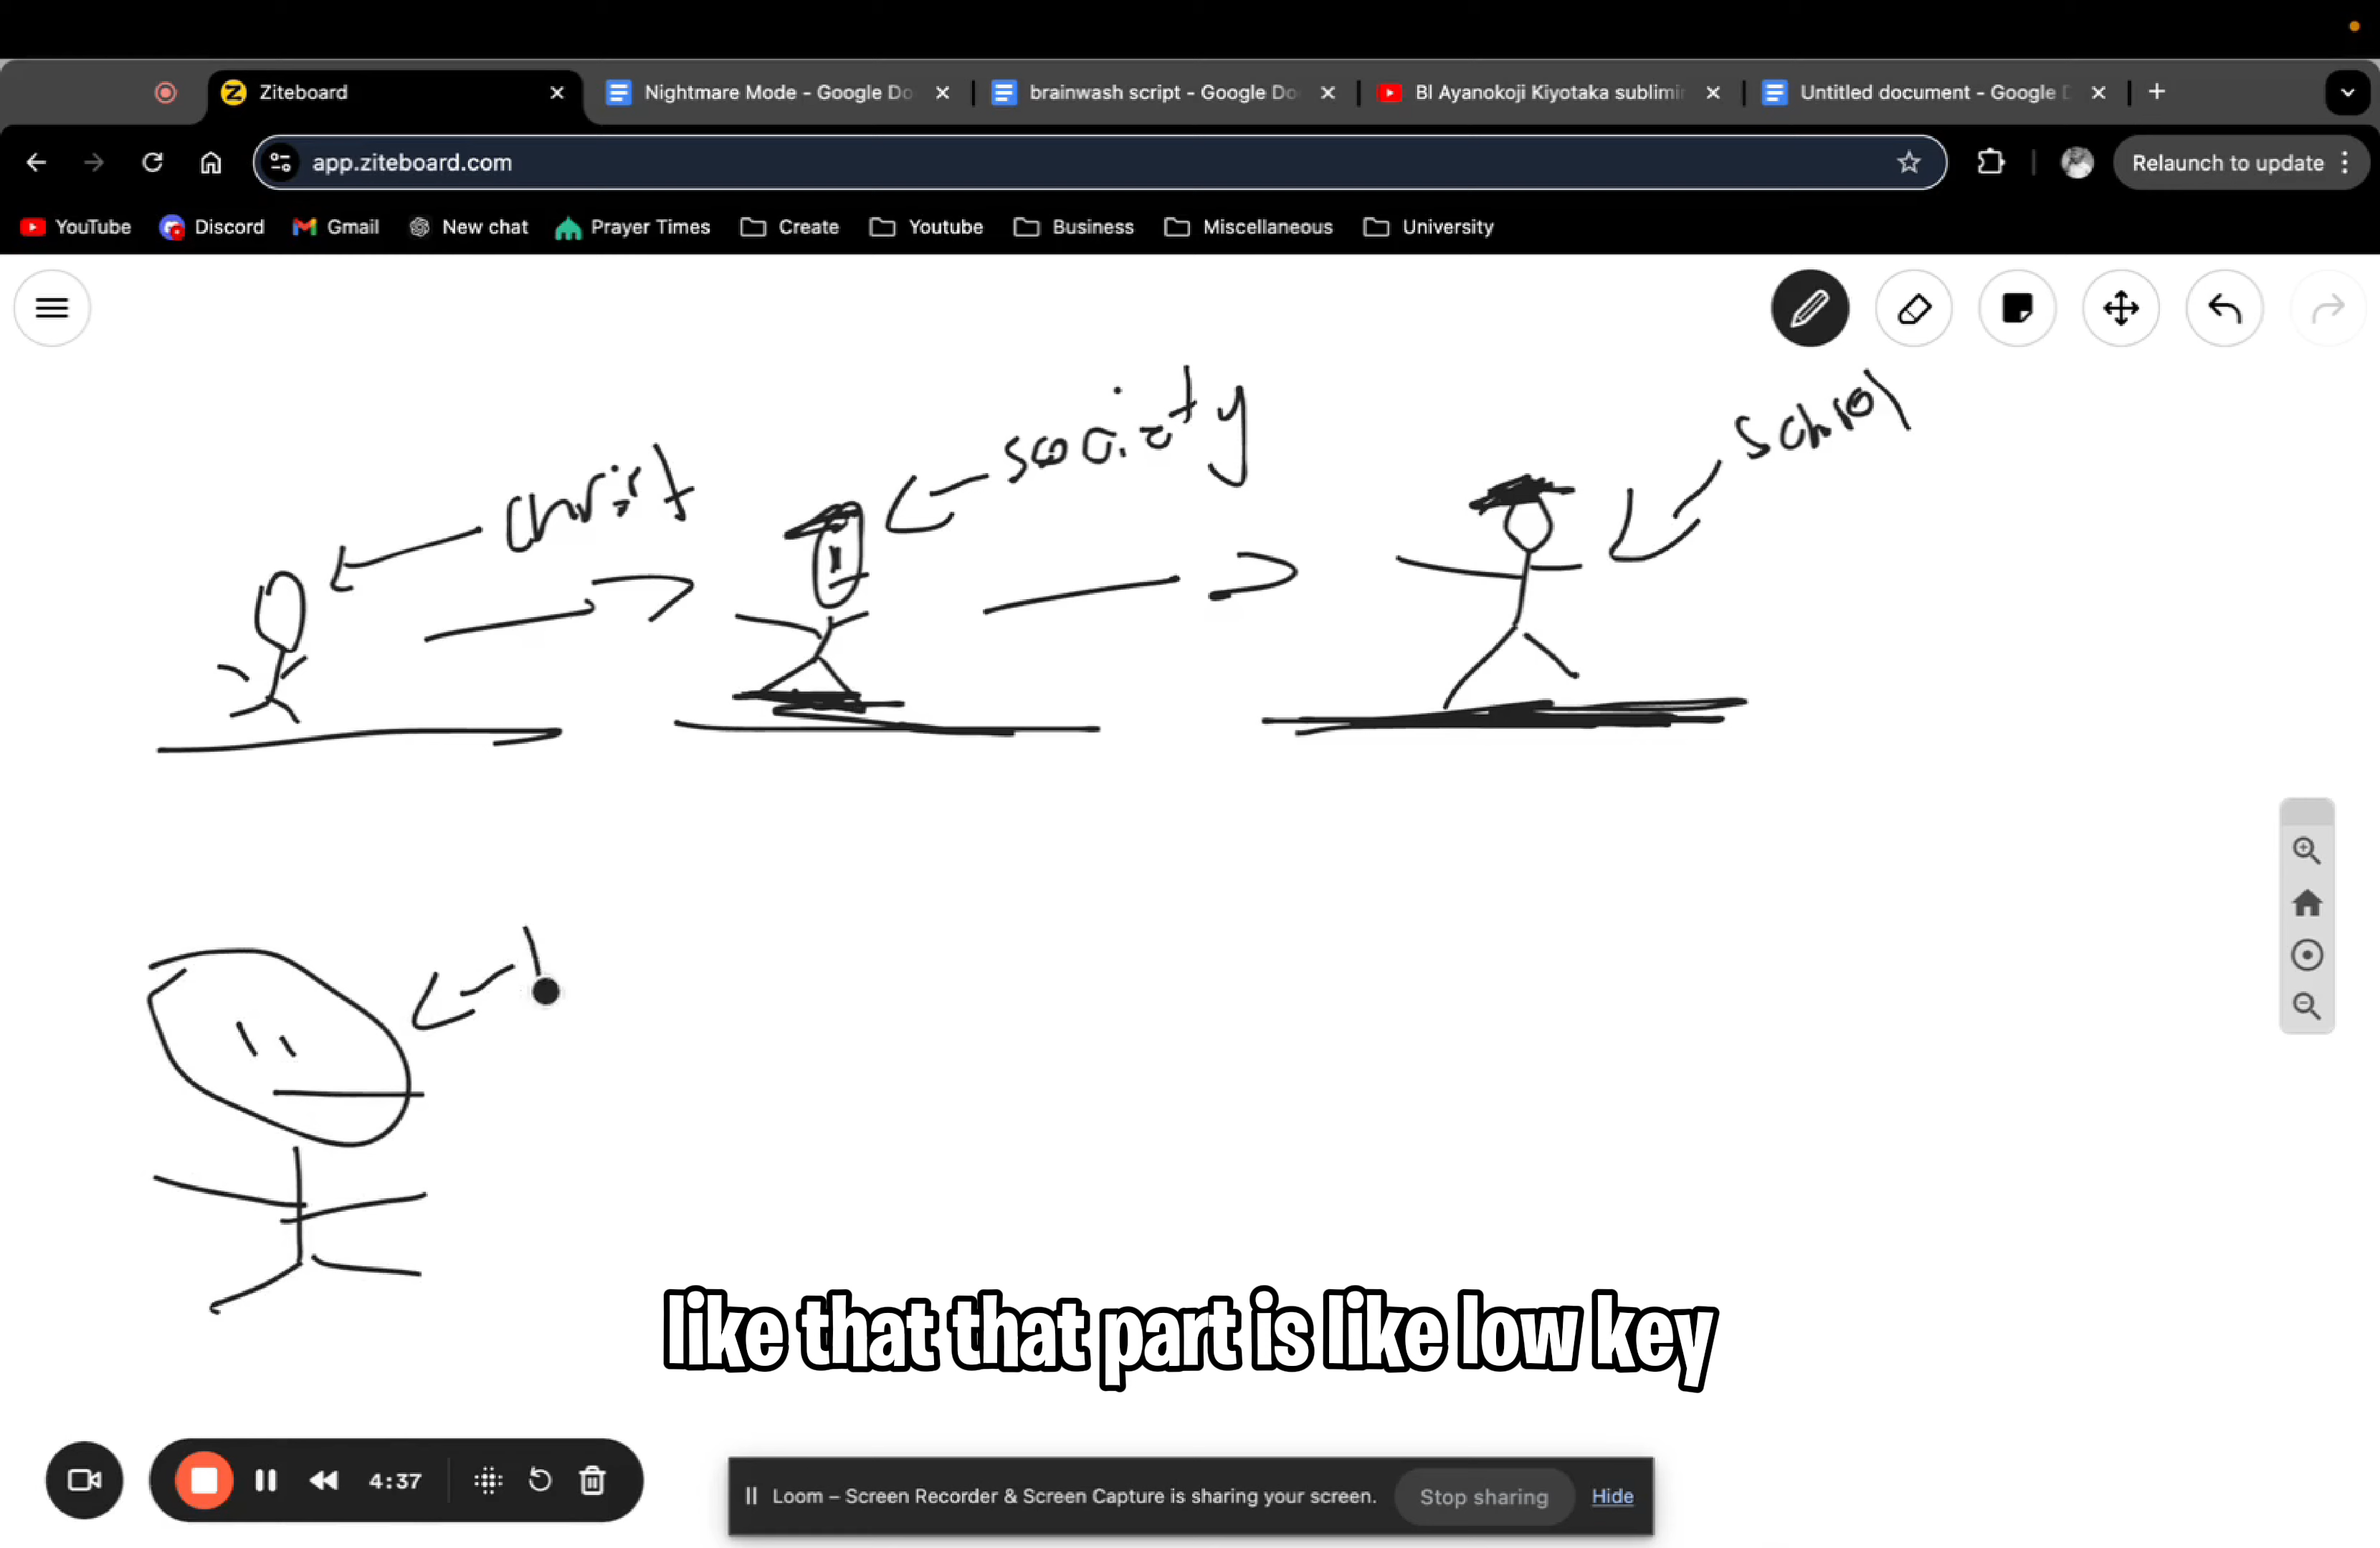 Ziteboard
Nightmare Mode - Google Do
brainwash script - Google Do
Bl Ayanokoji Kiyotaka sublimi
Untitled document - Google D
app.ziteboard.com
Relaunch to update
YouTube Discord Gmail New chat Prayer Times Create Youtube Business Miscellaneous University
society
school
like that that part is like low key
4:37
Loom – Screen Recorder & Screen Capture is sharing your screen. Stop sharing Hide